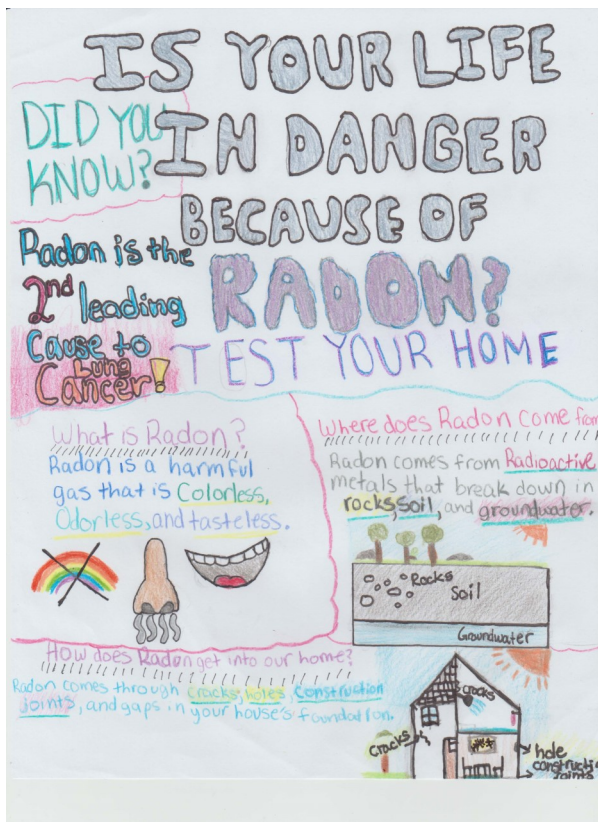 IS YOUR LIFE
IN DANGER
BECAUSE OF
RADON?
TEST YOUR HOME
DID YOU
KNOW?
Radon is the
2nd leading
Cause to
Lung
Cancer!
What is Radon?
Radon is a harmful
gas that is Colorless,
Odorless, and tasteless.
Where does Radon come from
Radon comes from Radioactive
metals that break down in
rocks, soil, and groundwater.
Rocks
Soil
Groundwater
How does Radon get into our home?
Radon comes through cracks, holes, construction
joints, and gaps in your house's foundation.
cracks
cracks
hole
constructi
joints